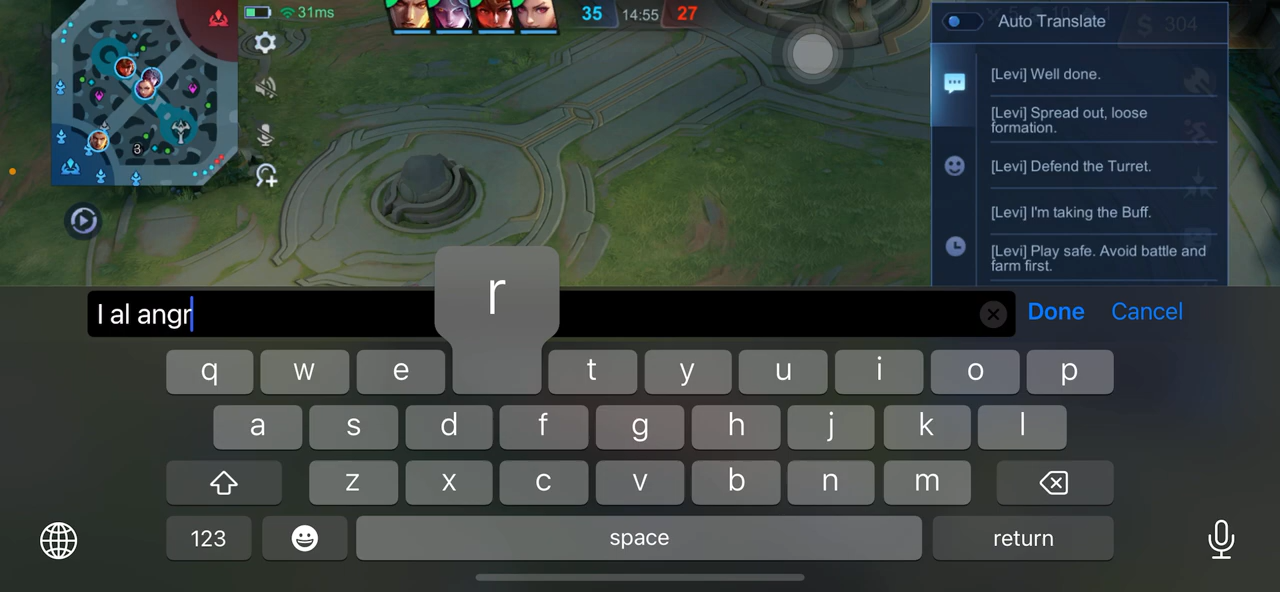 31ms
35 14:55 27
Auto Translate
304
[Levi] Well done.
[Levi] Spread out, loose
formation.
[Levi] Defend the Turret.
[Levi] I'm taking the Buff.
[Levi] Play safe. Avoid battle and
farm first.
3
I al angr
Done Cancel
r
q w e t y u i o p
a s d f g h j k l
z x c v b n m
123 space return